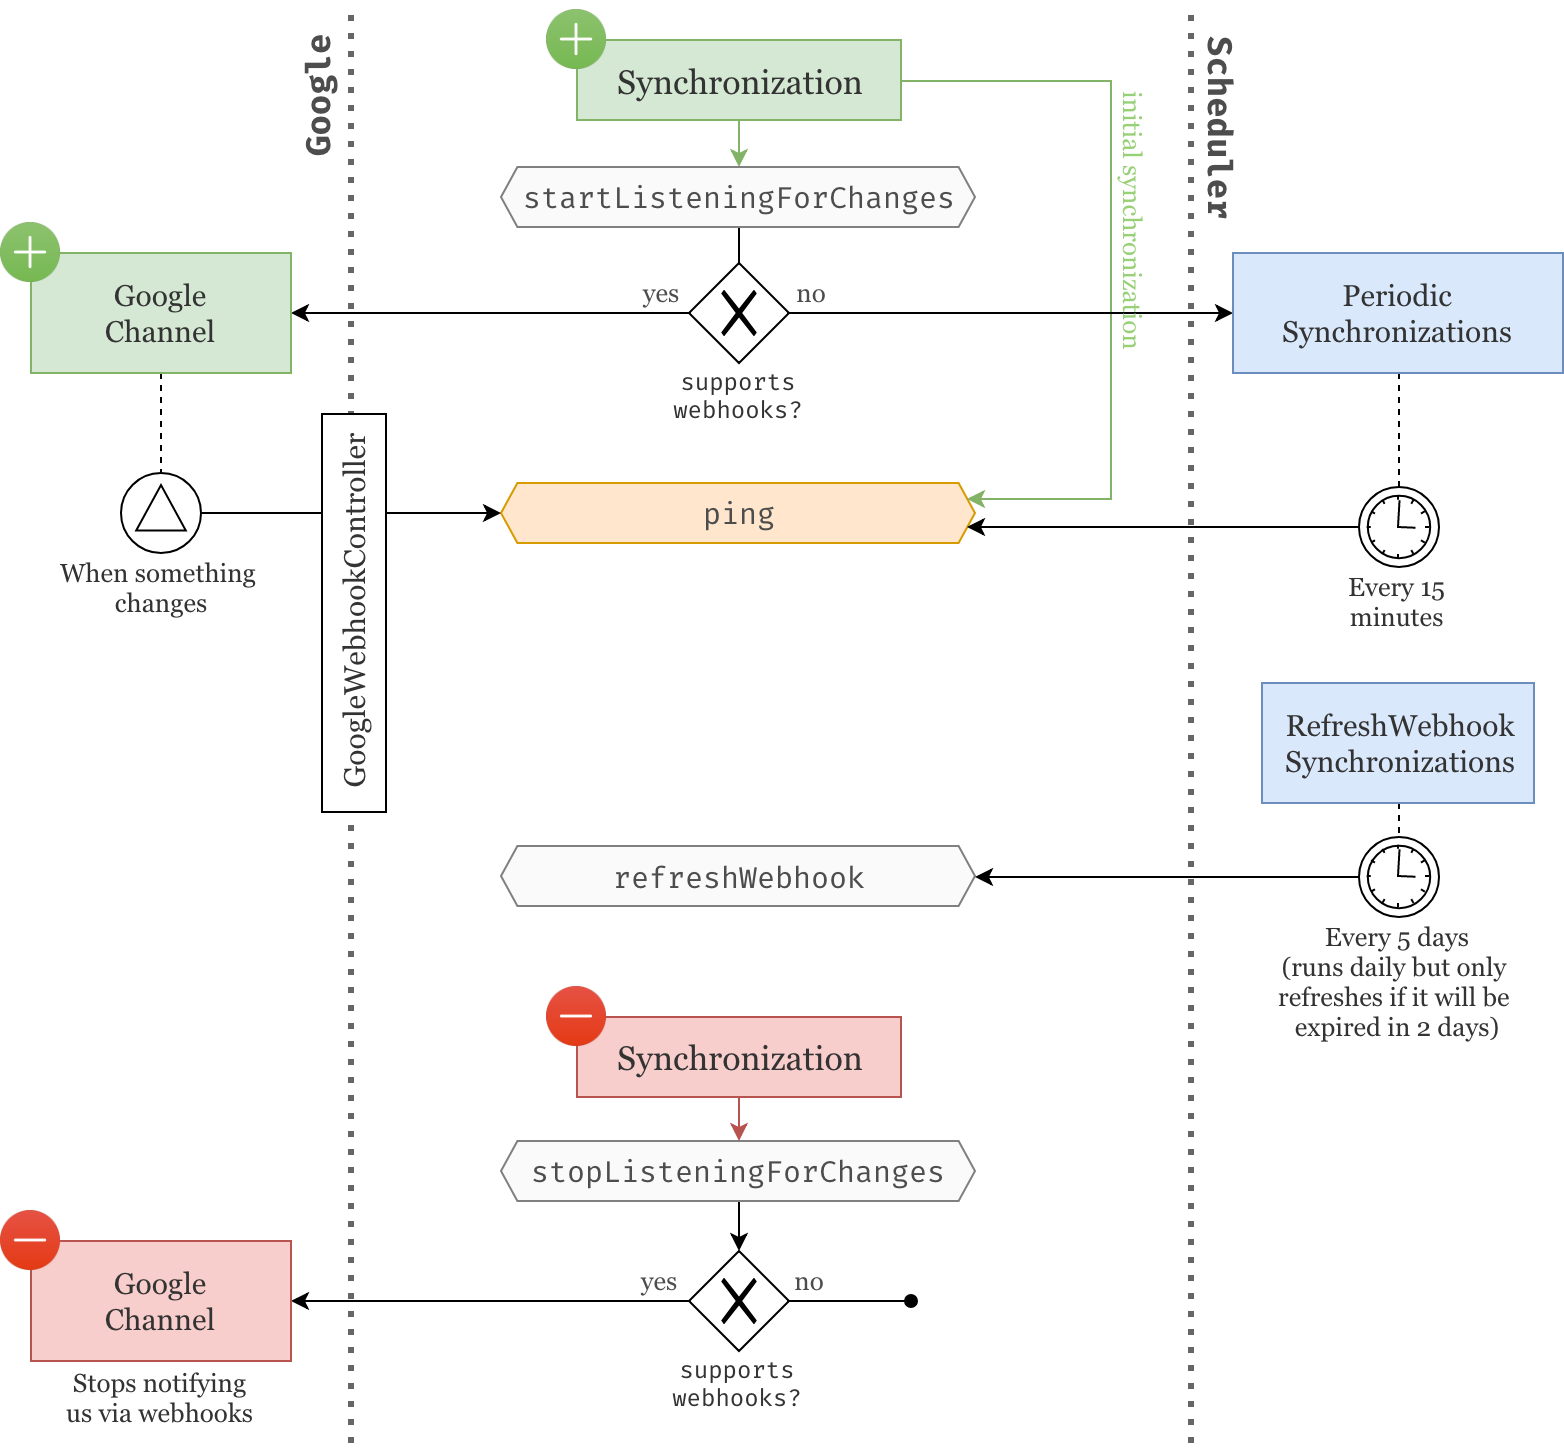 Google
Synchronization
Scheduler
initial synchronization
startListeningForChanges
Google
Channel
yes
no
Periodic
Synchronizations
supports
webhooks?
GoogleWebhookController
ping
When something
changes
Every 15
minutes
RefreshWebhook
Synchronizations
refreshWebhook
Every 5 days
(runs daily but only
refreshes if it will be
expired in 2 days)
Synchronization
stopListeningForChanges
Google
Channel
yes
no
supports
webhooks?
Stops notifying
us via webhooks